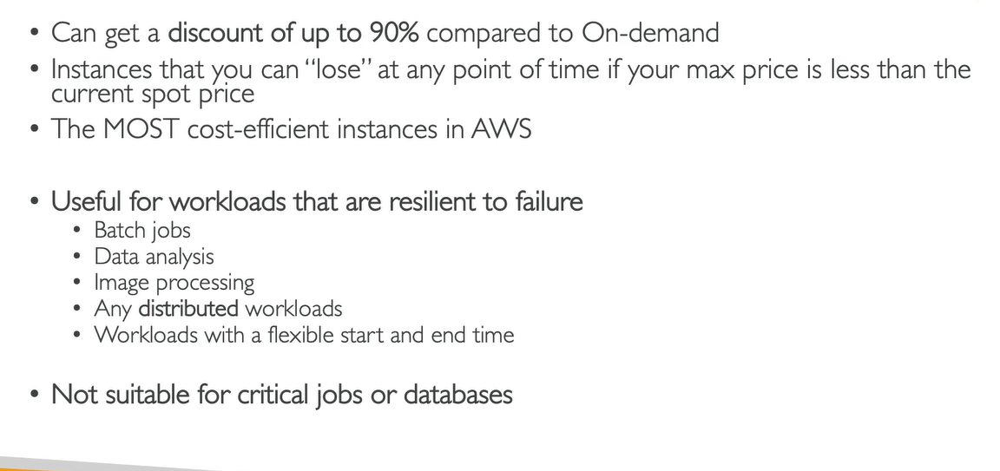 • Can get a discount of up to 90% compared to On-demand
• Instances that you can “lose” at any point of time if your max price is less than the
current spot price
• The MOST cost-efficient instances in AWS
• Useful for workloads that are resilient to failure
• Batch jobs
• Data analysis
• Image processing
• Any distributed workloads
• Workloads with a flexible start and end time
• Not suitable for critical jobs or databases